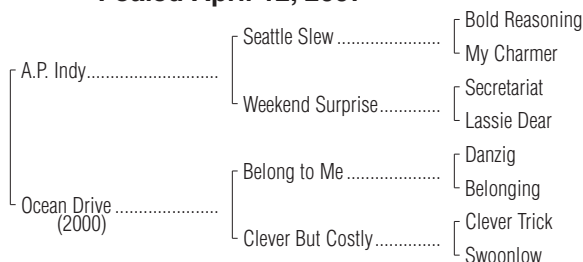 Foaled April 12, 2007
Bold Reasoning
Seattle Slew ........................
My Charmer
A.P. Indy...............................
Secretariat
Weekend Surprise..............
Lassie Dear
Danzig
Belong to Me ......................
Belonging
Ocean Drive ........................
(2000)
Clever Trick
Clever But Costly................
Swoonlow